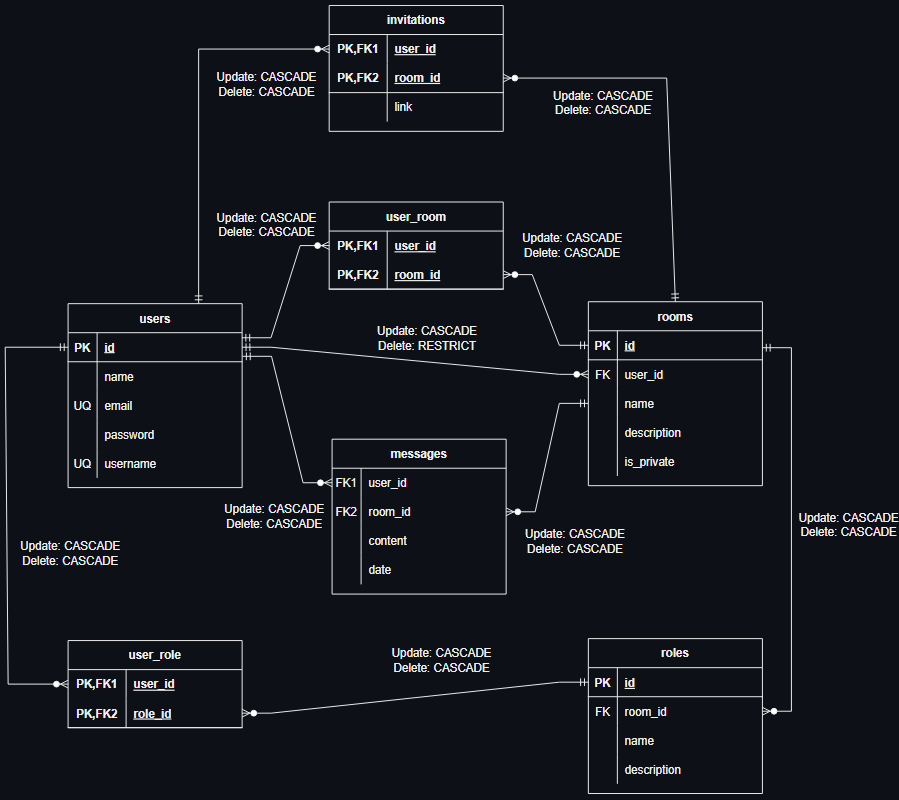 invitations
PK,FK1 user_id
PK,FK2 room_id
link
Update: CASCADE
Delete: CASCADE
Update: CASCADE
Delete: CASCADE
user_room
PK,FK1 user_id
PK,FK2 room_id
Update: CASCADE
Delete: CASCADE
Update: CASCADE
Delete: CASCADE
users
PK id
name
UQ email
password
UQ username
Update: CASCADE
Delete: RESTRICT
rooms
PK id
FK user_id
name
description
is_private
messages
FK1 user_id
FK2 room_id
content
date
Update: CASCADE
Delete: CASCADE
Update: CASCADE
Delete: CASCADE
Update: CASCADE
Delete: CASCADE
Update: CASCADE
Delete: CASCADE
user_role
PK,FK1 user_id
PK,FK2 role_id
Update: CASCADE
Delete: CASCADE
roles
PK id
FK room_id
name
description